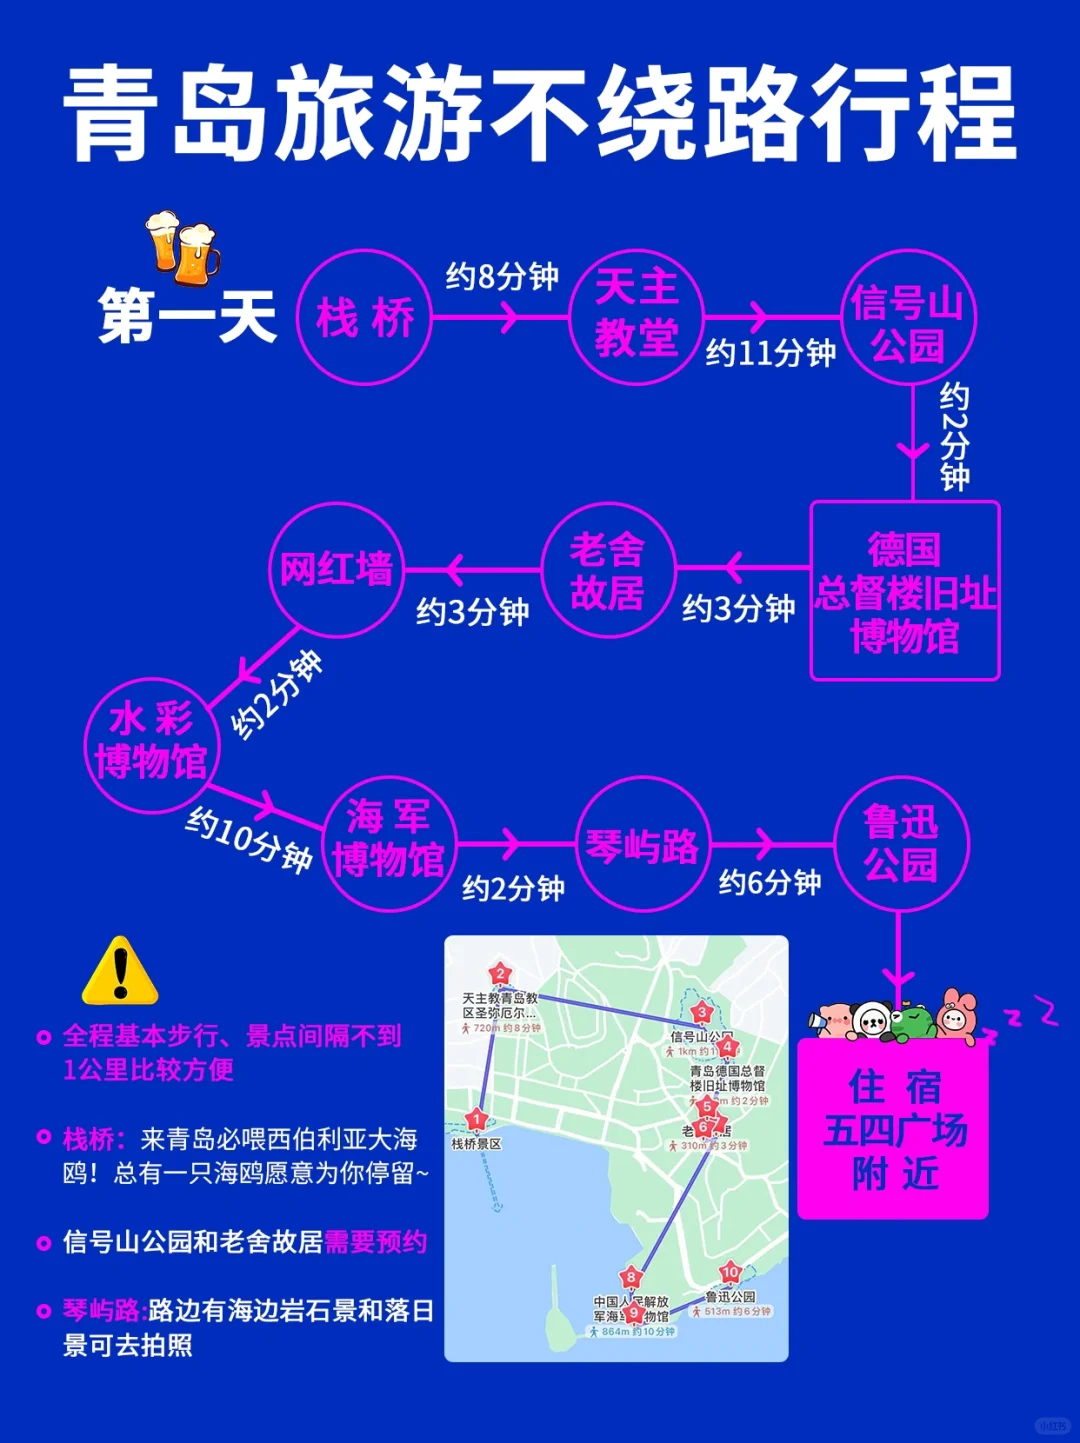 青岛旅游不绕路行程
第一天
栈桥
约8分钟
天主
教堂
约11分钟
信号山
公园
约2分钟
德国
总督楼旧址
博物馆
约3分钟
老舍
故居
约3分钟
网红墙
约2分钟
水彩
博物馆
约10分钟
海军
博物馆
约2分钟
琴屿路
约6分钟
鲁迅
公园
住宿
五四广场
附近
全程基本步行、景点间隔不到
1公里比较方便
栈桥：来青岛必喂西伯利亚大海
鸥！总有一只海鸥愿意为你停留~
信号山公园和老舍故居需要预约
琴屿路:路边有海边岩石景和落日
景可去拍照
2
天主教青岛教
区圣弥厄尔...
720m 约8分钟
3
信号山公园
1km 约1
4
青岛德国总督
楼旧址博物馆
约2分钟
5
6
老 居
310m 约3分钟
1
栈桥景区
8
中国人民解放
军海军博物馆
9
864m 约10分钟
10
鲁迅公园
513m 约6分钟
小红书